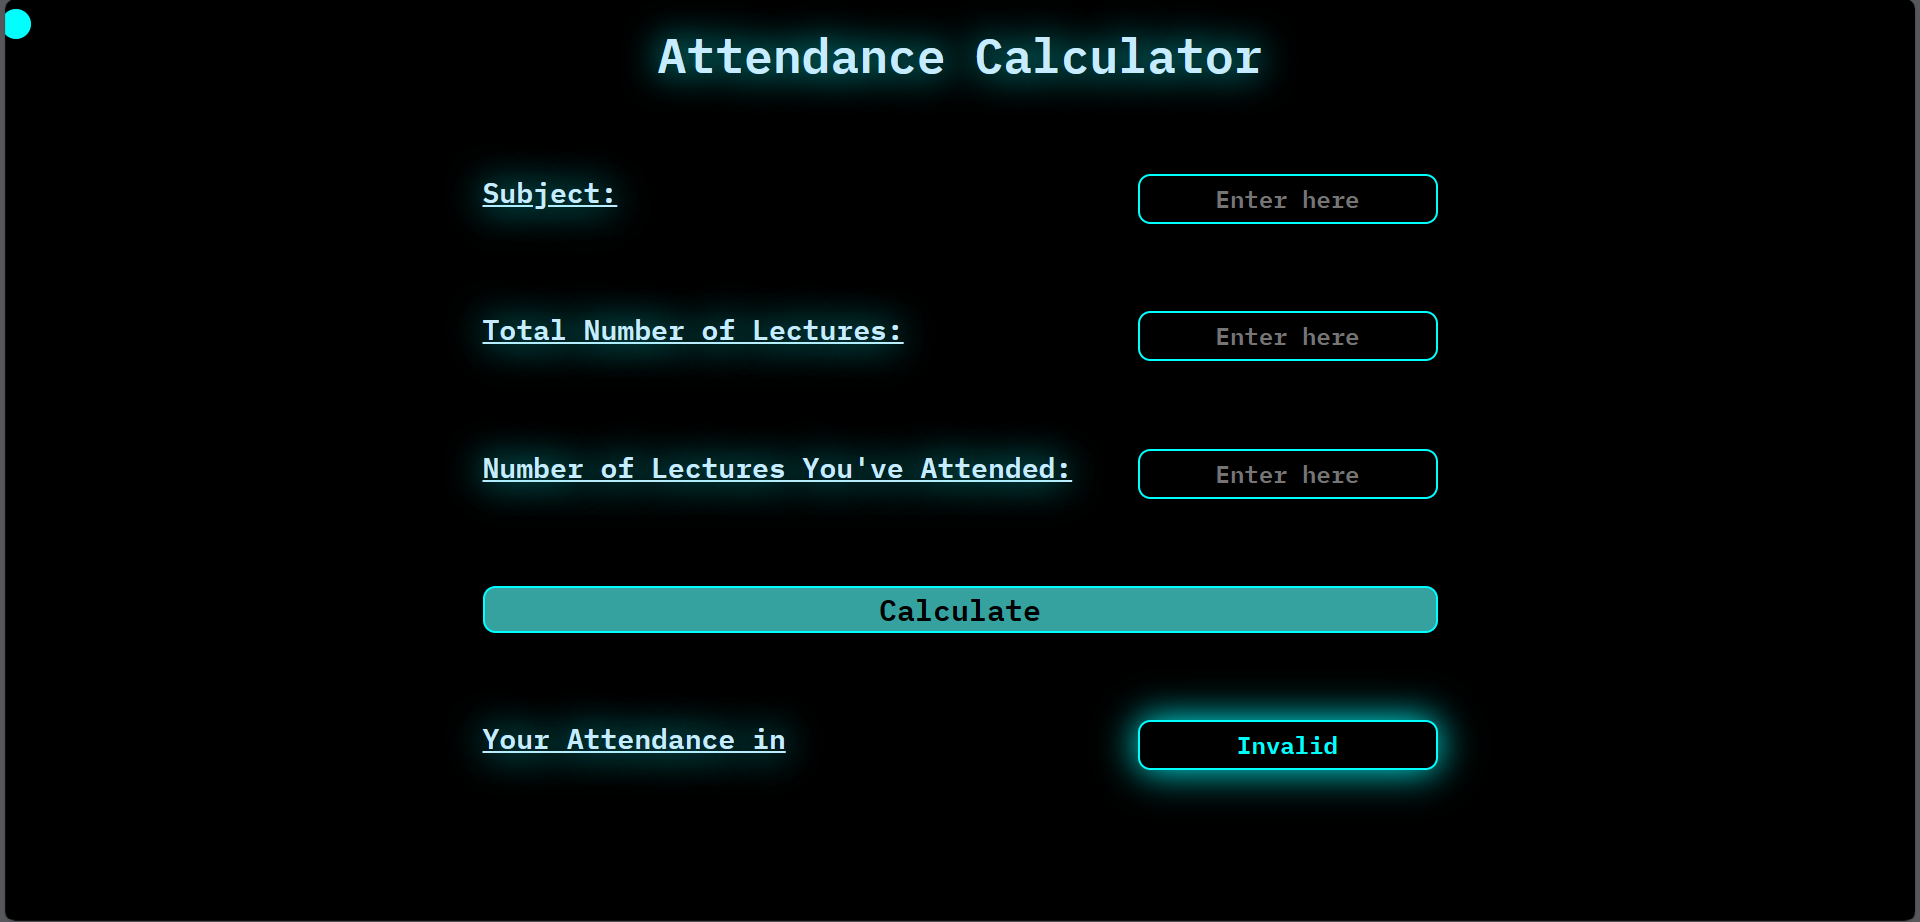 Attendance Calculator
Subject:
Enter here
Total Number of Lectures:
Enter here
Number of Lectures You've Attended:
Enter here
Calculate
Your Attendance in
Invalid